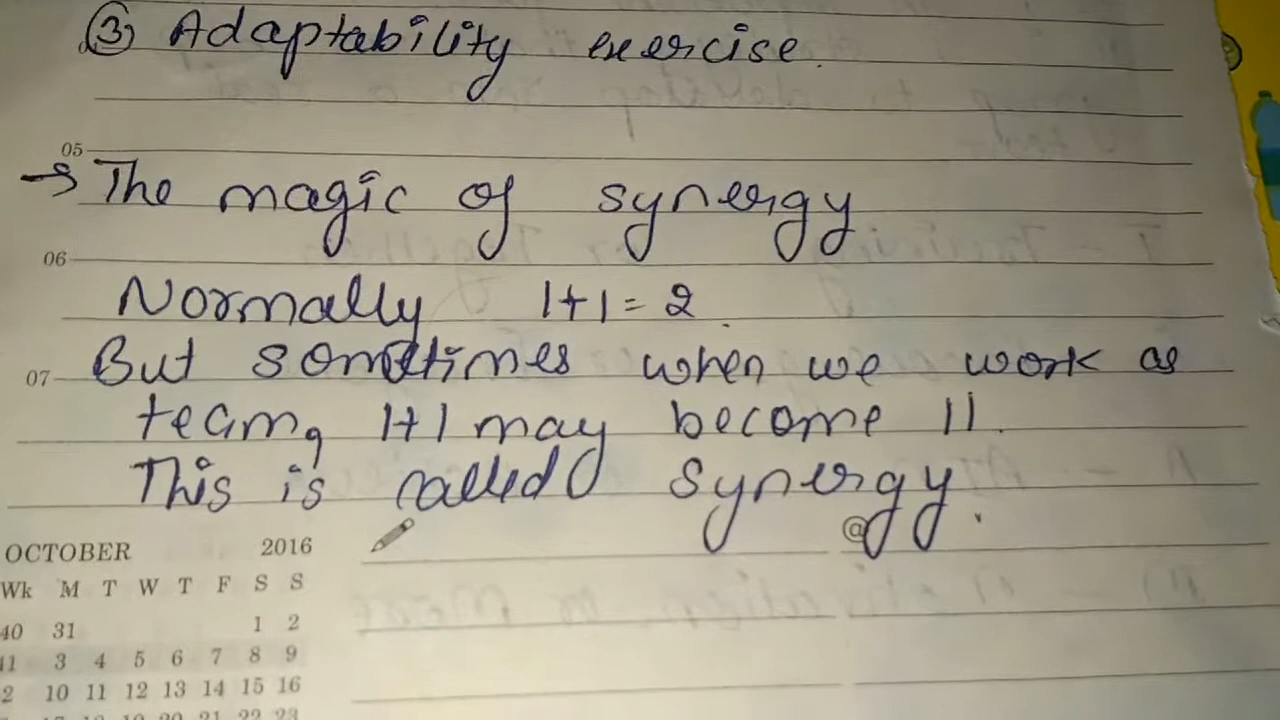 ③ Adaptability exercise.
05
→ The magic of synergy
06
Normally 1+1=2.
07
But sometimes when we work as
team, 1+1 may become 11.
This is called synergy.
@
OCTOBER 2016
Wk M T W T F S S
40 31 1 2
41 3 4 5 6 7 8 9
2 10 11 12 13 14 15 16